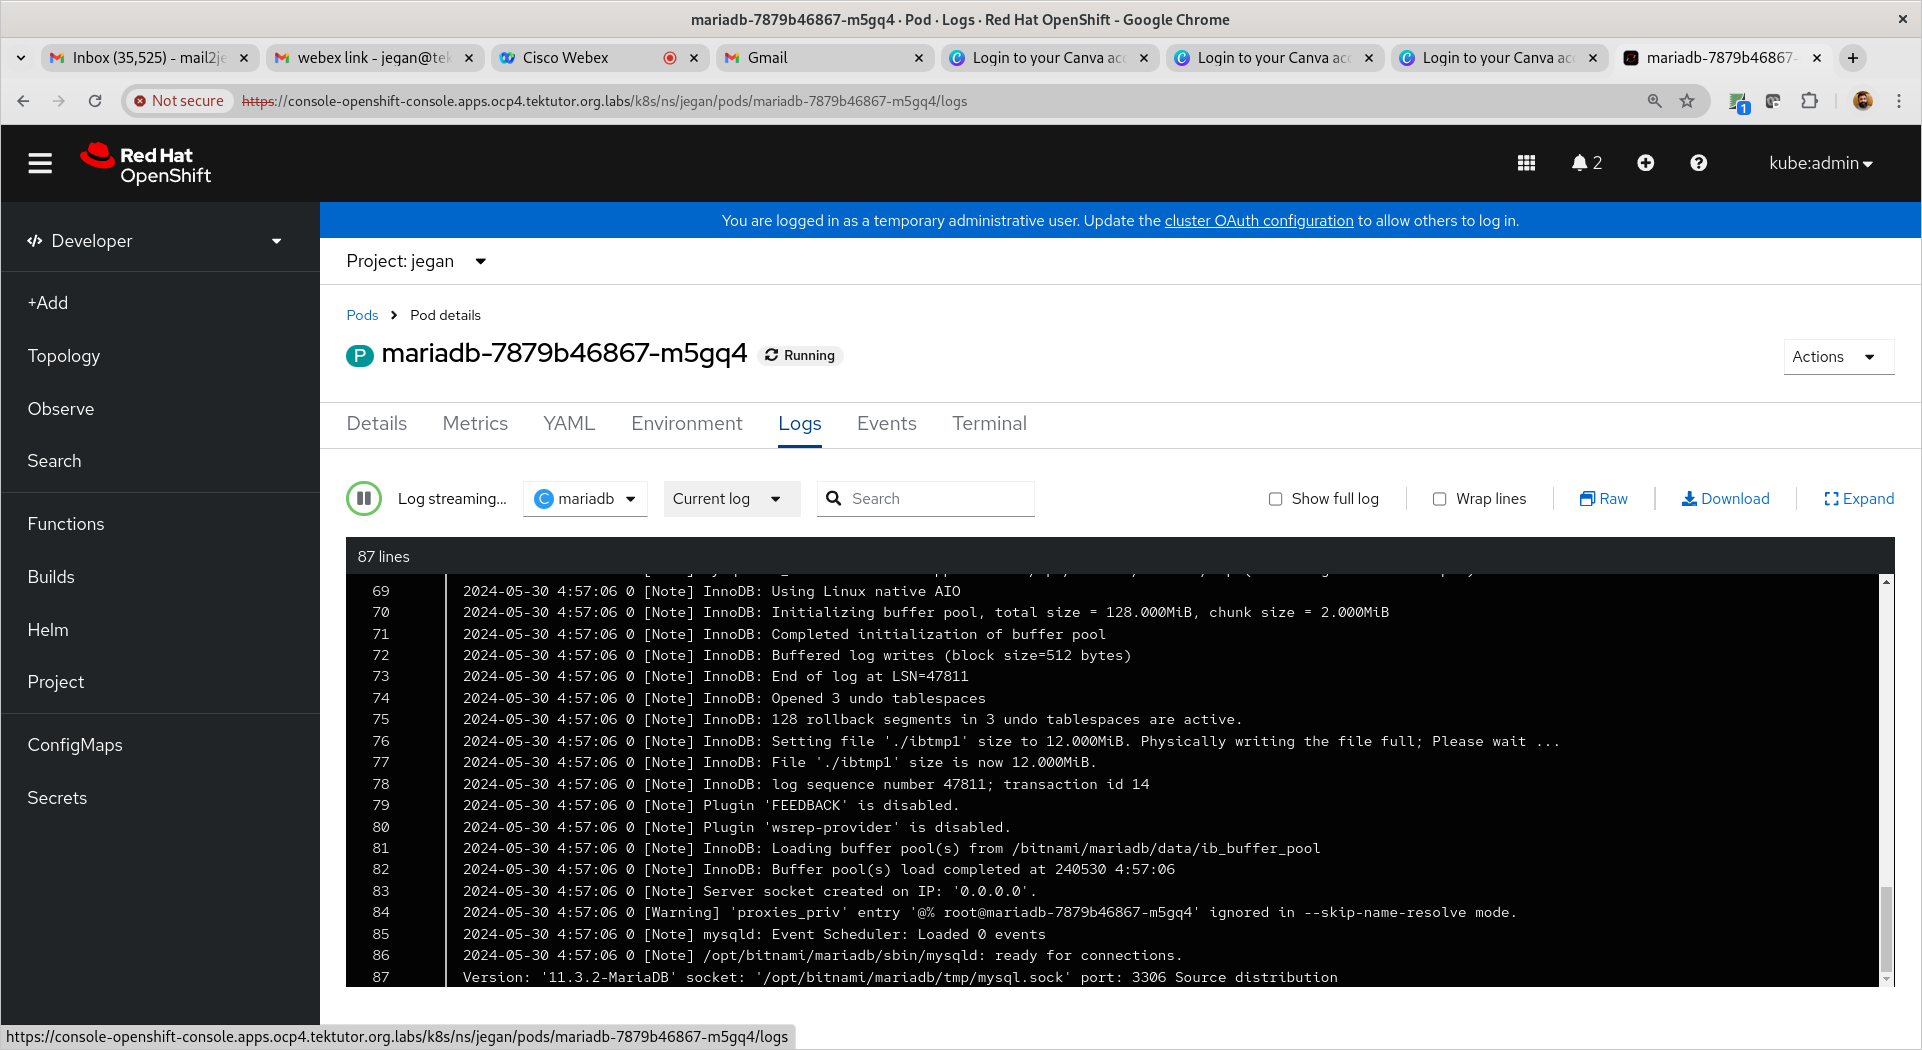 mariadb-7879b46867-m5gq4 · Pod · Logs · Red Hat OpenShift - Google Chrome
Inbox (35,525) - mail2je
webex link - jegan@tek
Cisco Webex
Gmail
Login to your Canva acc
Login to your Canva acc
Login to your Canva acc
mariadb-7879b46867-
Not secure
https://console-openshift-console.apps.ocp4.tektutor.org.labs/k8s/ns/jegan/pods/mariadb-7879b46867-m5gq4/logs
1
Red Hat
OpenShift
2
kube:admin
You are logged in as a temporary administrative user. Update the cluster OAuth configuration to allow others to log in.
Developer
+Add
Topology
Observe
Search
Functions
Builds
Helm
Project
ConfigMaps
Secrets
Project: jegan
Pods
Pod details
P mariadb-7879b46867-m5gq4 Running
Actions
Details Metrics YAML Environment Logs Events Terminal
Log streaming... C mariadb Current log Search Show full log Wrap lines Raw Download Expand
87 lines
69 2024-05-30 4:57:06 0 [Note] InnoDB: Using Linux native AIO
70 2024-05-30 4:57:06 0 [Note] InnoDB: Initializing buffer pool, total size = 128.000MiB, chunk size = 2.000MiB
71 2024-05-30 4:57:06 0 [Note] InnoDB: Completed initialization of buffer pool
72 2024-05-30 4:57:06 0 [Note] InnoDB: Buffered log writes (block size=512 bytes)
73 2024-05-30 4:57:06 0 [Note] InnoDB: End of log at LSN=47811
74 2024-05-30 4:57:06 0 [Note] InnoDB: Opened 3 undo tablespaces
75 2024-05-30 4:57:06 0 [Note] InnoDB: 128 rollback segments in 3 undo tablespaces are active.
76 2024-05-30 4:57:06 0 [Note] InnoDB: Setting file './ibtmp1' size to 12.000MiB. Physically writing the file full; Please wait ...
77 2024-05-30 4:57:06 0 [Note] InnoDB: File './ibtmp1' size is now 12.000MiB.
78 2024-05-30 4:57:06 0 [Note] InnoDB: log sequence number 47811; transaction id 14
79 2024-05-30 4:57:06 0 [Note] Plugin 'FEEDBACK' is disabled.
80 2024-05-30 4:57:06 0 [Note] Plugin 'wsrep-provider' is disabled.
81 2024-05-30 4:57:06 0 [Note] InnoDB: Loading buffer pool(s) from /bitnami/mariadb/data/ib_buffer_pool
82 2024-05-30 4:57:06 0 [Note] InnoDB: Buffer pool(s) load completed at 240530 4:57:06
83 2024-05-30 4:57:06 0 [Note] Server socket created on IP: '0.0.0.0'.
84 2024-05-30 4:57:06 0 [Warning] 'proxies_priv' entry '@% root@mariadb-7879b46867-m5gq4' ignored in --skip-name-resolve mode.
85 2024-05-30 4:57:06 0 [Note] mysqld: Event Scheduler: Loaded 0 events
86 2024-05-30 4:57:06 0 [Note] /opt/bitnami/mariadb/sbin/mysqld: ready for connections.
87 Version: '11.3.2-MariaDB' socket: '/opt/bitnami/mariadb/tmp/mysql.sock' port: 3306 Source distribution
https://console-openshift-console.apps.ocp4.tektutor.org.labs/k8s/ns/jegan/pods/mariadb-7879b46867-m5gq4/logs